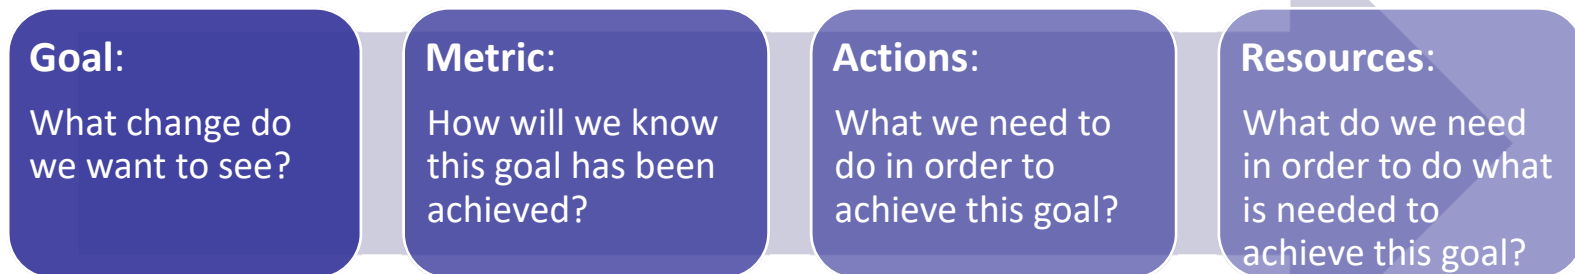 Goal:
What change do
we want to see?
Metric:
How will we know
this goal has been
achieved?
Actions:
What we need to
do in order to
achieve this goal?
Resources:
What do we need
in order to do what
is needed to
achieve this goal?